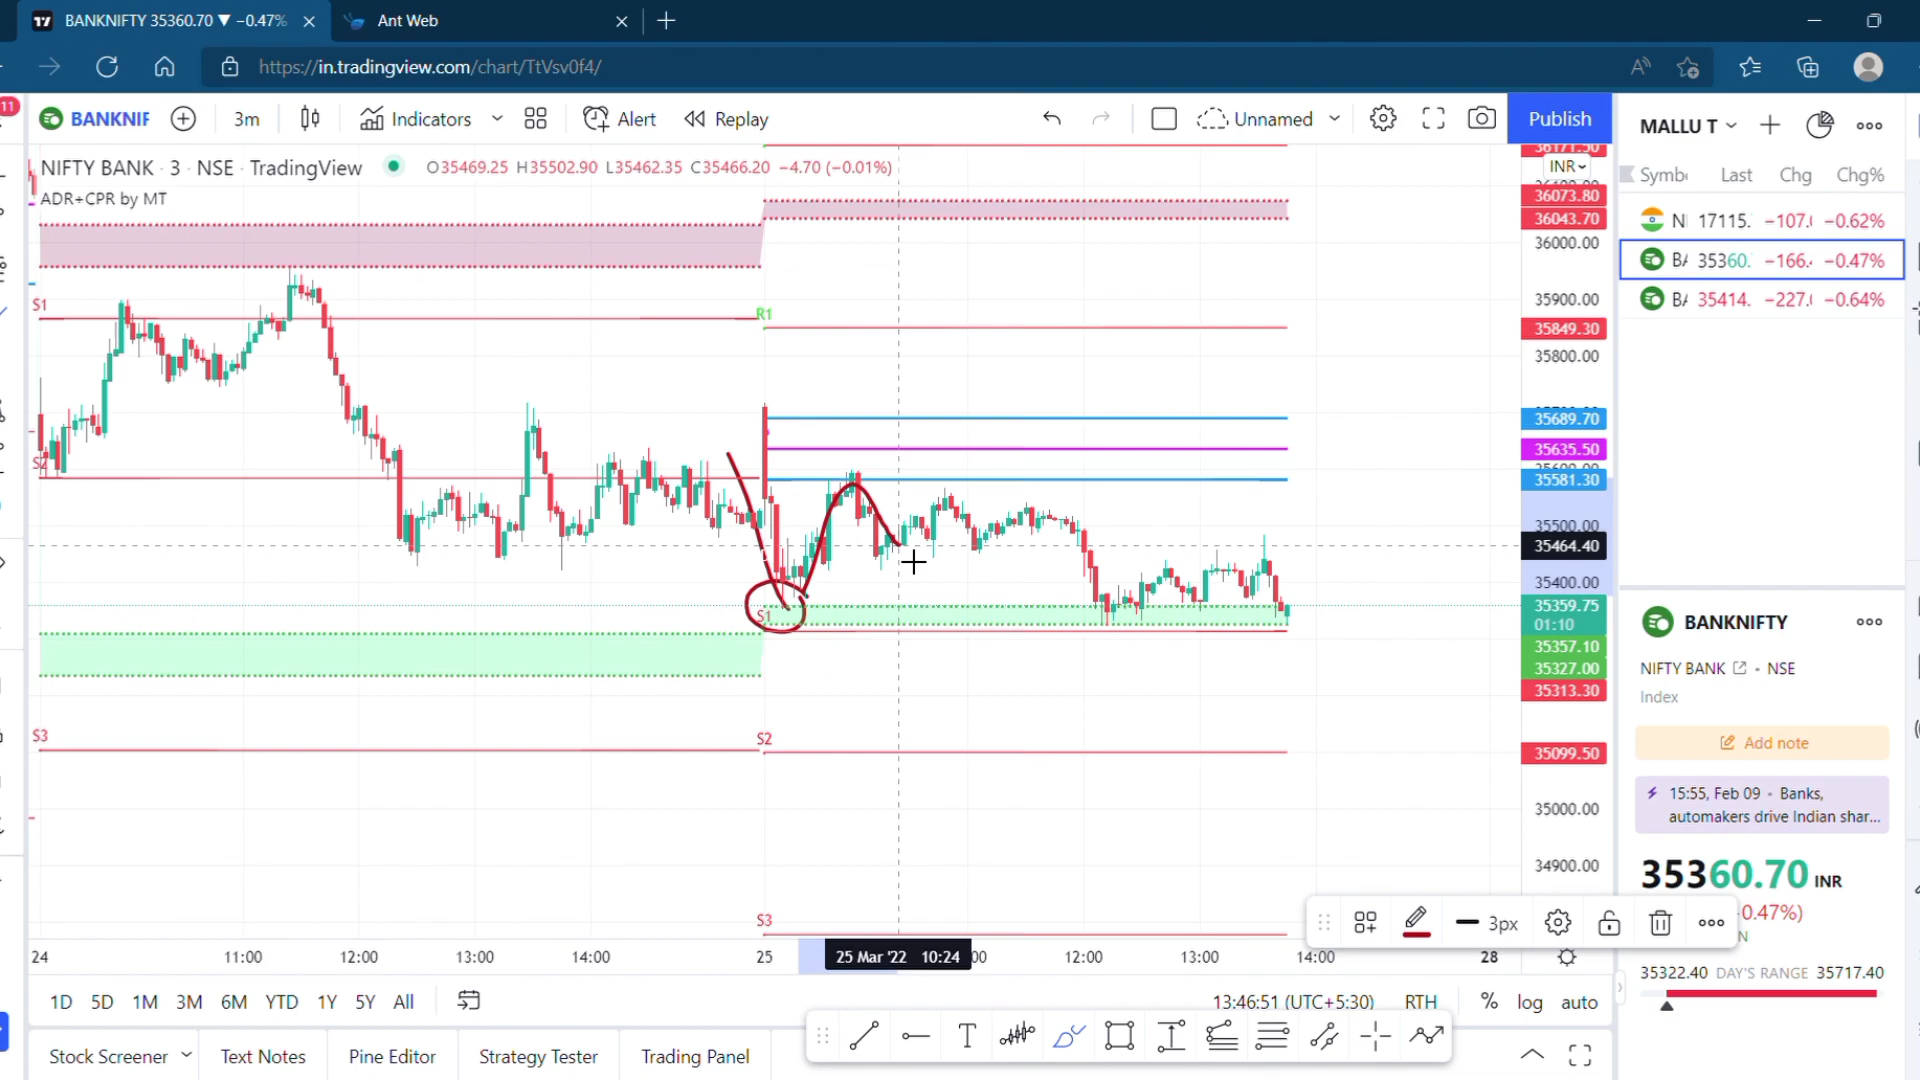 BANKNIFTY 35360.70 ▼ −0.47%
Ant Web
https://in.tradingview.com/chart/TtVsv0f4/
11
BANKNIF
3m
Indicators
Alert
Replay
Unnamed
Publish
MALLU T
NIFTY BANK · 3 · NSE · TradingView
O35469.25 H35502.90 L35462.35 C35466.20 −4.70 (−0.01%)
ADR+CPR by MT
INR
Last
Chg
Chg%
17115.
−0.62%
35360.
−0.47%
35414.
−0.64%
36073.80
36043.70
36000.00
35900.00
35849.30
35800.00
35689.70
35635.50
35581.30
35500.00
35464.40
35400.00
35359.75
01:10
35357.10
35327.00
35313.30
35099.50
35000.00
34900.00
S1
R1
S2
S1
S3
S2
S3
BANKNIFTY
NIFTY BANK · NSE
Index
Add note
15:55, Feb 09 · Banks,
automakers drive Indian shar...
35360.70 INR
0.47%)
3px
35322.40 DAY'S RANGE 35717.40
24
11:00
12:00
13:00
14:00
25
25 Mar '22 10:24
12:00
13:00
14:00
28
1D
5D
1M
3M
6M
YTD
1Y
5Y
All
13:46:51 (UTC+5:30)
RTH
%
log
auto
Stock Screener
Text Notes
Pine Editor
Strategy Tester
Trading Panel